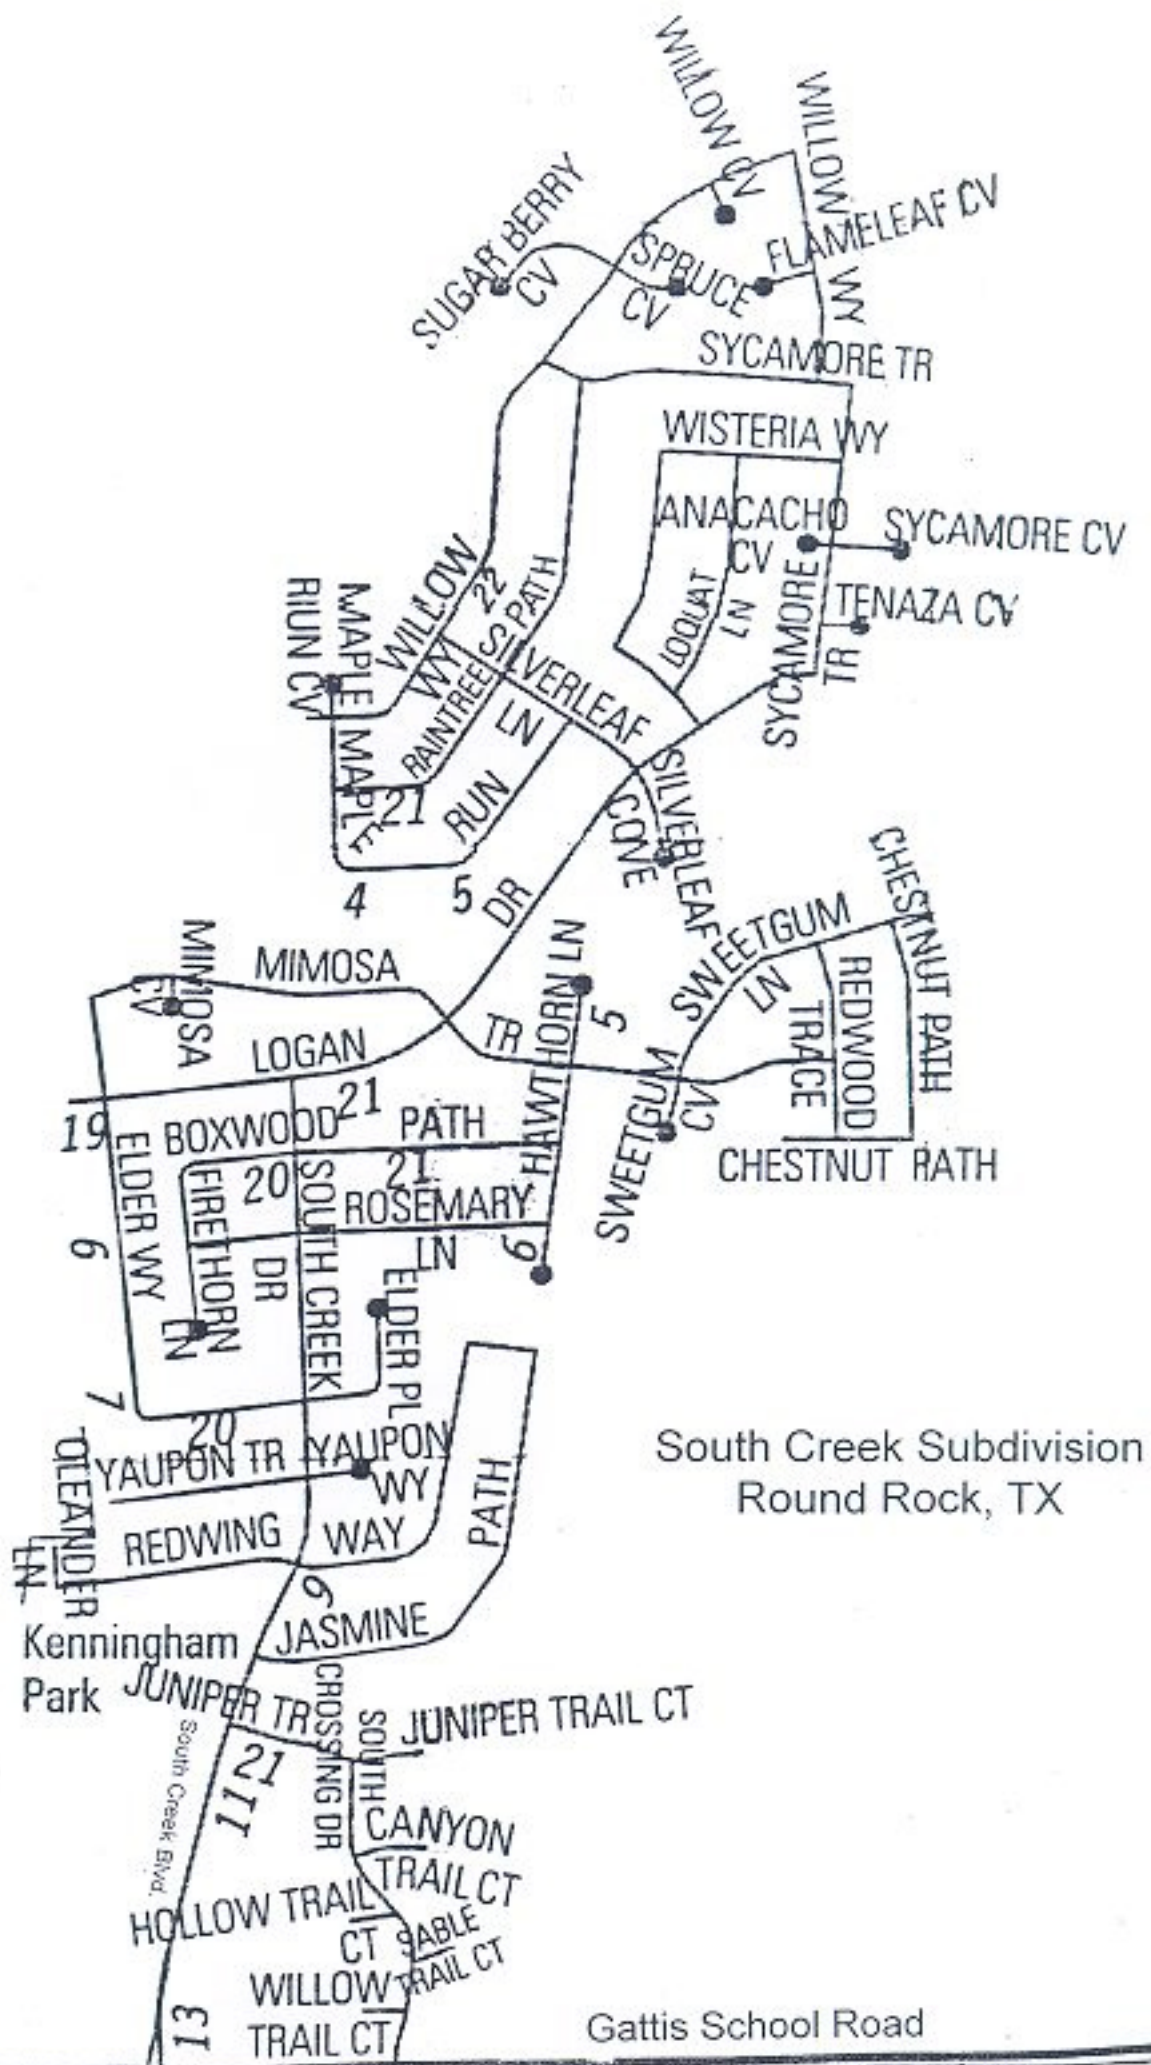 WILLOW CV
WILLOW WY
SUGAR BERRY CV
SPRUCE CV
FLAMELEAF CV
SYCAMORE TR
WISTERIA WY
ANACACHO CV
SYCAMORE CV
LOQUAT LN
SYCAMORE TR
TENAZA CV
WILLOW WY
22
MAPLE RIUN CV
RAINTREE PATH
SILVERLEAF LN
MAPLE RUN
21
4
5
SILVERLEAF COVE
CHESTNUT PATH
SWEETGUM LN
REDWOOD TRACE
MIMOSA TR
MIMOSA CV
HAWTHORN LN
5
LOGAN DR
SWEETGUM CV
CHESTNUT PATH
19
21
BOXWOOD PATH
20
21
ELDER WY
FIRETHORN LN
SOUTH CREEK DR
ROSEMARY LN
6
6
ELDER PL
7
20
YAUPON TR
YAUPON WY
South Creek Subdivision
Round Rock, TX
OLEANDER LN
REDWING WAY
9
JASMINE PATH
Kenningham
Park
JUNIPER TR
SOUTH CROSSING DR
JUNIPER TRAIL CT
21
11
South Creek Blvd.
CANYON
TRAIL CT
HOLLOW TRAIL
CT
SABLE
TRAIL CT
WILLOW
TRAIL CT
13
Gattis School Road